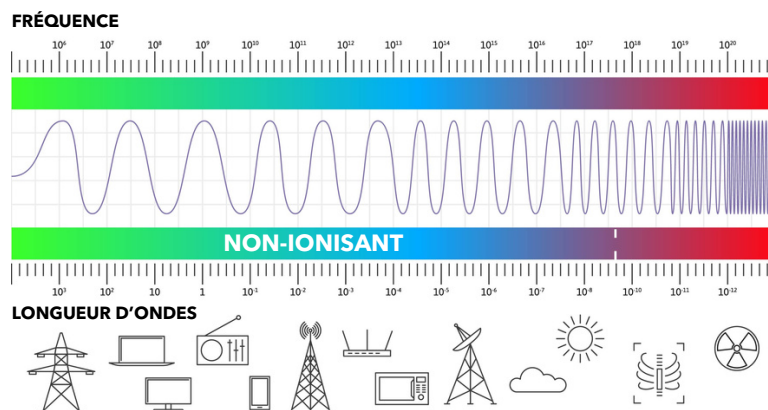 FRÉQUENCE
10⁶ 10⁷ 10⁸ 10⁹ 10¹⁰ 10¹¹ 10¹² 10¹³ 10¹⁴ 10¹⁵ 10¹⁶ 10¹⁷ 10¹⁸ 10¹⁹ 10²⁰
NON-IONISANT
10³ 10² 10 1 10⁻¹ 10⁻² 10⁻³ 10⁻⁴ 10⁻⁵ 10⁻⁶ 10⁻⁷ 10⁻⁸ 10⁻¹⁰ 10⁻¹¹ 10⁻¹²
LONGUEUR D’ONDES